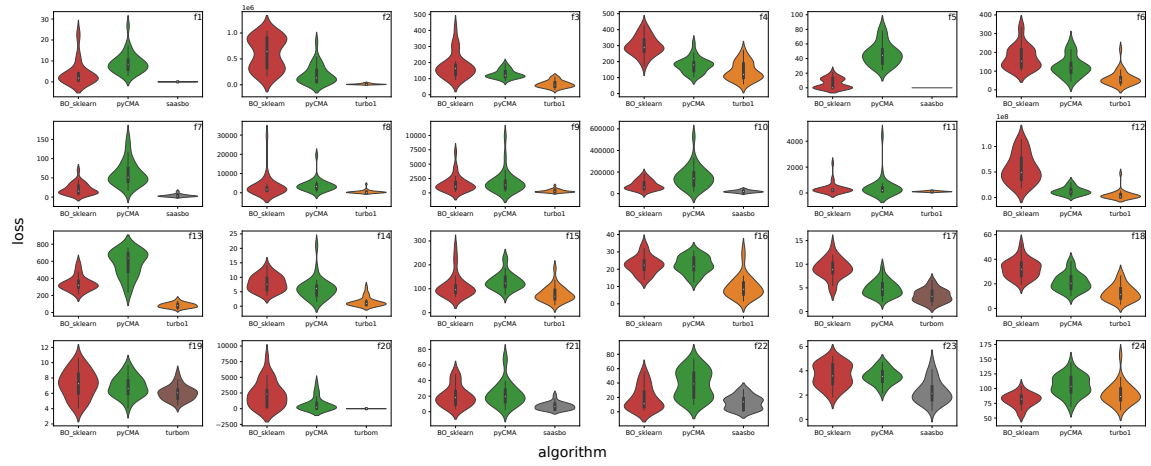 f1
30
20
10
0
BO_sklearn pyCMA saasbo
1e6
f2
1.0
0.8
0.6
0.4
0.2
0.0
BO_sklearn pyCMA turbo1
f3
500
400
300
200
100
0
BO_sklearn pyCMA turbo1
f4
500
400
300
200
100
0
BO_sklearn pyCMA turbo1
f5
100
80
60
40
20
0
BO_sklearn pyCMA saasbo
f6
400
300
200
100
0
BO_sklearn pyCMA turbo1
f7
150
100
50
0
BO_sklearn pyCMA saasbo
f8
30000
20000
10000
0
BO_sklearn pyCMA turbo1
f9
10000
7500
5000
2500
0
BO_sklearn pyCMA turbo1
f10
600000
400000
200000
0
BO_sklearn pyCMA saasbo
f11
4000
2000
0
BO_sklearn pyCMA turbo1
1e8
f12
1.0
0.5
0.0
BO_sklearn pyCMA turbo1
loss
f13
800
600
400
200
0
BO_sklearn pyCMA turbo1
f14
25
20
15
10
5
0
BO_sklearn pyCMA turbo1
f15
300
200
100
0
BO_sklearn pyCMA turbo1
f16
40
30
20
10
0
BO_sklearn pyCMA turbo1
f17
15
10
5
0
BO_sklearn pyCMA turbom
f18
60
40
20
0
BO_sklearn pyCMA turbo1
f19
12
10
8
6
4
2
BO_sklearn pyCMA turbom
f20
10000
7500
5000
2500
0
−2500
BO_sklearn pyCMA turbom
f21
80
60
40
20
0
BO_sklearn pyCMA saasbo
f22
80
60
40
20
0
BO_sklearn pyCMA saasbo
f23
6
4
2
0
BO_sklearn pyCMA saasbo
f24
175
150
125
100
75
50
BO_sklearn pyCMA turbo1
algorithm